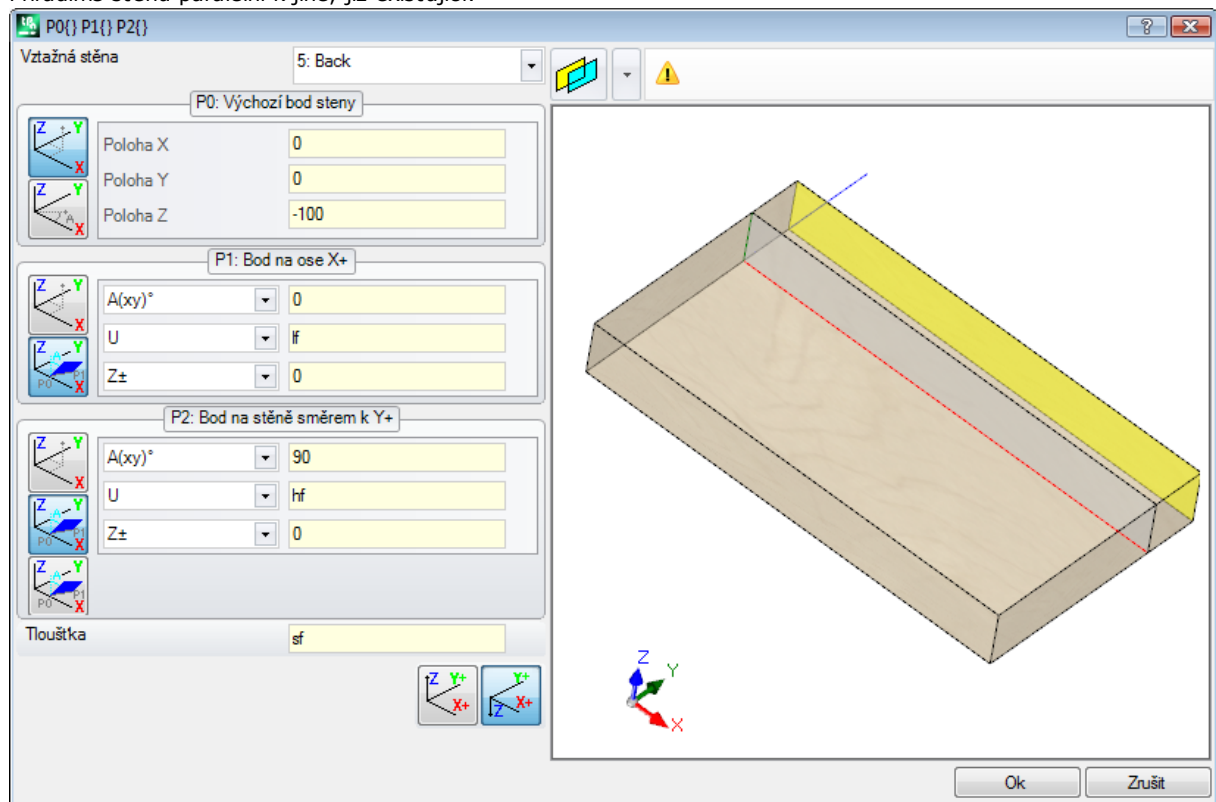 P0{} P1{} P2{}
Vztažná stěna
5: Back
P0: Výchozí bod steny
Poloha X
0
Poloha Y
0
Poloha Z
-100
P1: Bod na ose X+
A(xy)°
0
U
lf
Z±
0
P2: Bod na stěně směrem k Y+
A(xy)°
90
U
hf
Z±
0
Tloušťka
sf
Z Y+
X+
Y+
Z X+
Z
Y
X
Ok
Zrušit